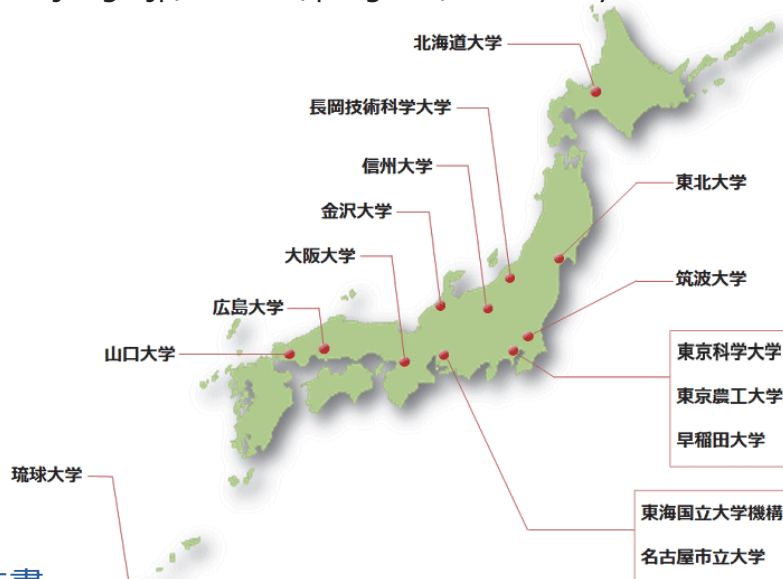 北海道大学
長岡技術科学大学
信州大学
東北大学
金沢大学
大阪大学
筑波大学
広島大学
山口大学
東京科学大学
東京農工大学
早稲田大学
琉球大学
東海国立大学機構
名古屋市立大学